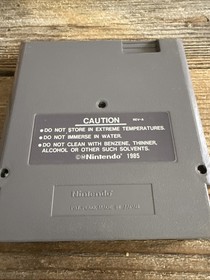 CAUTION REV-A
● DO NOT STORE IN EXTREME TEMPERATURES.
● DO NOT IMMERSE IN WATER.
● DO NOT CLEAN WITH BENZENE, THINNER,
ALCOHOL OR OTHER SUCH SOLVENTS.
©®Nintendo® 1985
Nintendo®